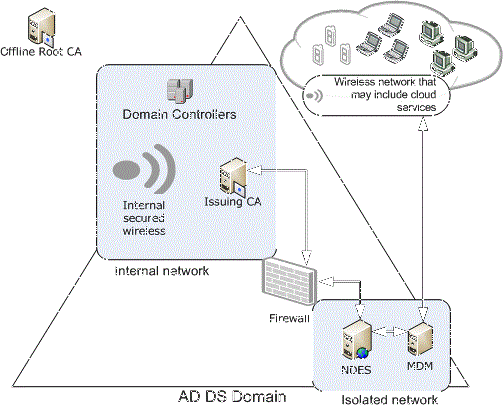 Offline Root CA
Wireless network that
may include cloud
services
Domain Controllers
Internal
secured
wireless
Issuing CA
Internal network
Firewall
NDES
MDM
AD DS Domain
Isolated network